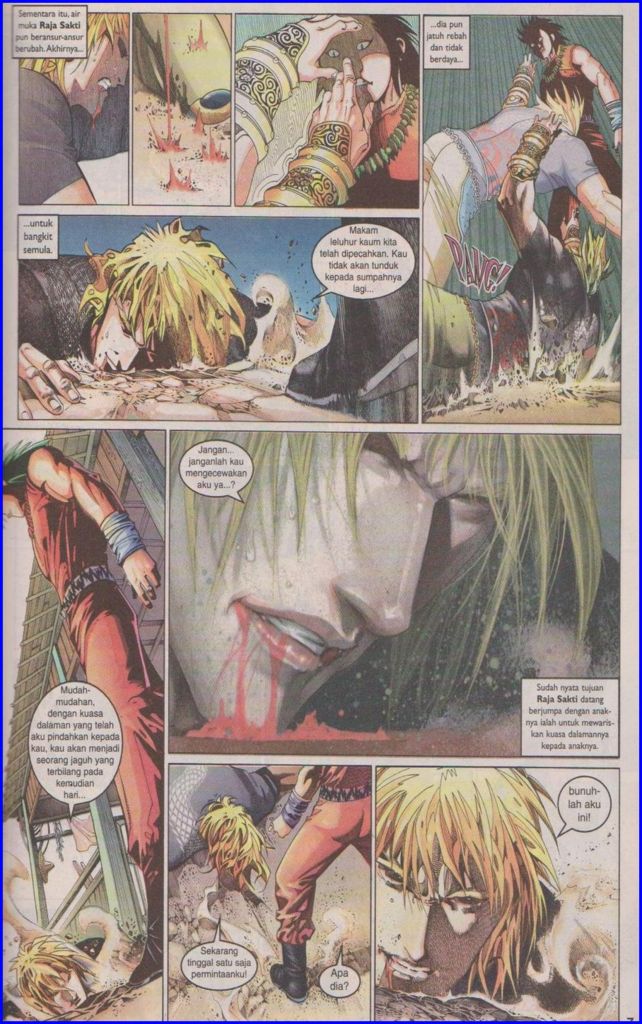 Sementara itu, air
muka Raja Sakti
pun beransur-ansur
berubah. Akhirnya...
...dia pun
jatuh rebah
dan tidak
berdaya...
PANG!
...untuk
bangkit
semula.
Makam
leluhur kaum kita
telah dipecahkan. Kau
tidak akan tunduk
kepada sumpahnya
lagi...
Jangan...
janganlah kau
mengecewakan
aku ya...?
Sudah nyata tujuan
Raja Sakti datang
berjumpa dengan anak-
nya ialah untuk mewaris-
kan kuasa dalamannya
kepada anaknya.
Mudah-
mudahan,
dengan kuasa
dalaman yang telah
aku pindahkan kepada
kau, kau akan menjadi
seorang jaguh yang
terbilang pada
kemudian
hari...
Sekarang
tinggal satu saja
permintaanku!
Apa
dia?
bunuh-
lah aku
ini!
7